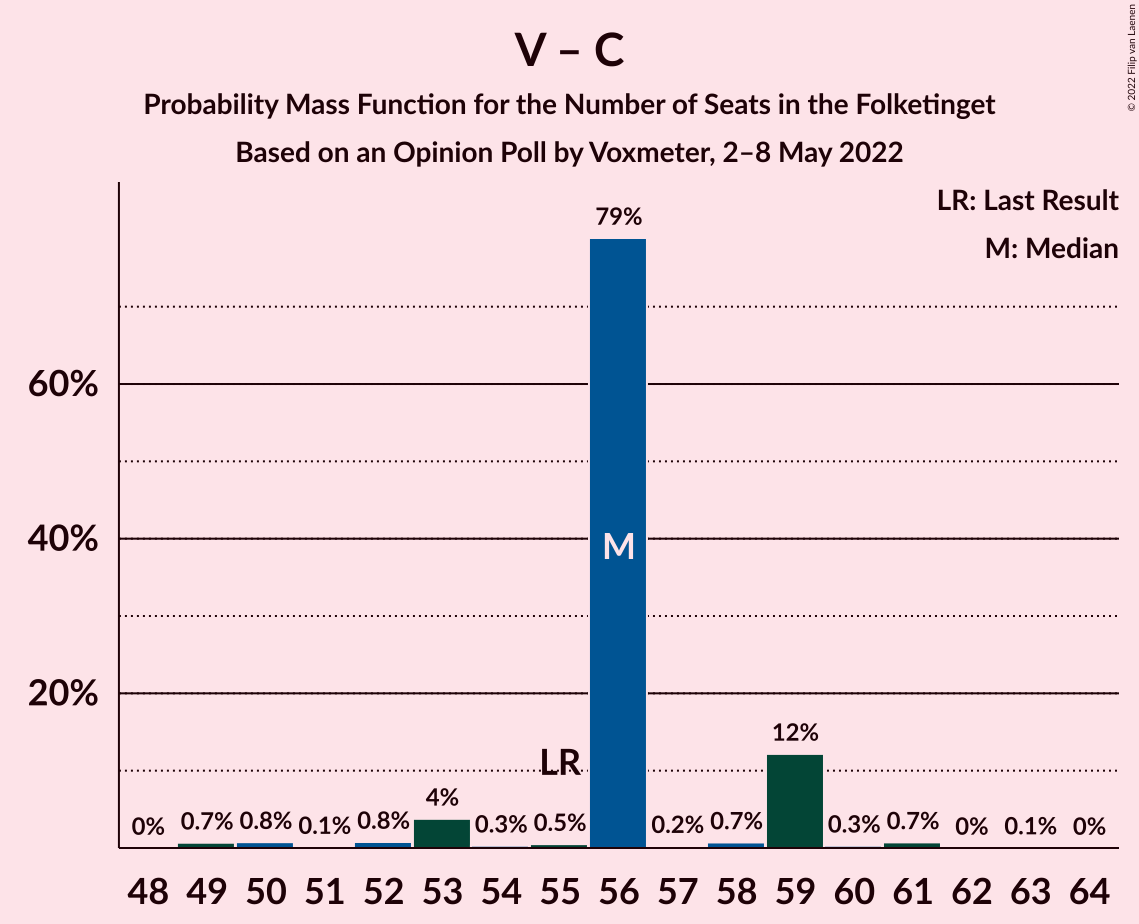 V – C
Probability Mass Function for the Number of Seats in the Folketinget
Based on an Opinion Poll by Voxmeter, 2–8 May 2022
© 2022 Filip van Laenen
LR: Last Result
M: Median
60%
40%
20%
0% 0.7% 0.8% 0.1% 0.8% 4% 0.3% 0.5% 79% 0.2% 0.7% 12% 0.3% 0.7% 0% 0.1% 0%
LR
M
48 49 50 51 52 53 54 55 56 57 58 59 60 61 62 63 64